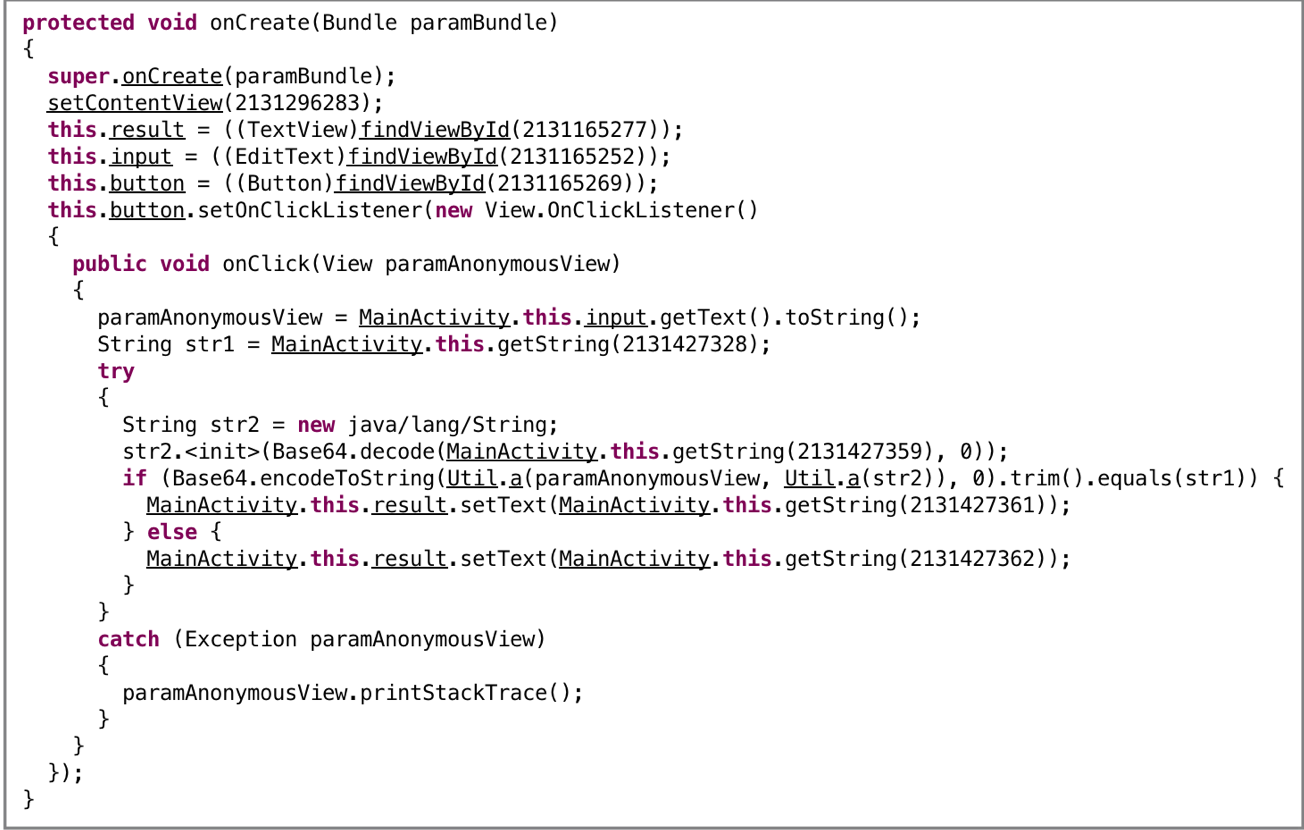 protected void onCreate(Bundle paramBundle)
{
  super.onCreate(paramBundle);
  setContentView(2131296283);
  this.result = ((TextView)findViewById(2131165277));
  this.input = ((EditText)findViewById(2131165252));
  this.button = ((Button)findViewById(2131165269));
  this.button.setOnClickListener(new View.OnClickListener()
  {
    public void onClick(View paramAnonymousView)
    {
      paramAnonymousView = MainActivity.this.input.getText().toString();
      String str1 = MainActivity.this.getString(2131427328);
      try
      {
        String str2 = new java/lang/String;
        str2.<init>(Base64.decode(MainActivity.this.getString(2131427359), 0));
        if (Base64.encodeToString(Util.a(paramAnonymousView, Util.a(str2)), 0).trim().equals(str1)) {
          MainActivity.this.result.setText(MainActivity.this.getString(2131427361));
        } else {
          MainActivity.this.result.setText(MainActivity.this.getString(2131427362));
        }
      }
      catch (Exception paramAnonymousView)
      {
        paramAnonymousView.printStackTrace();
      }
    }
  });
}